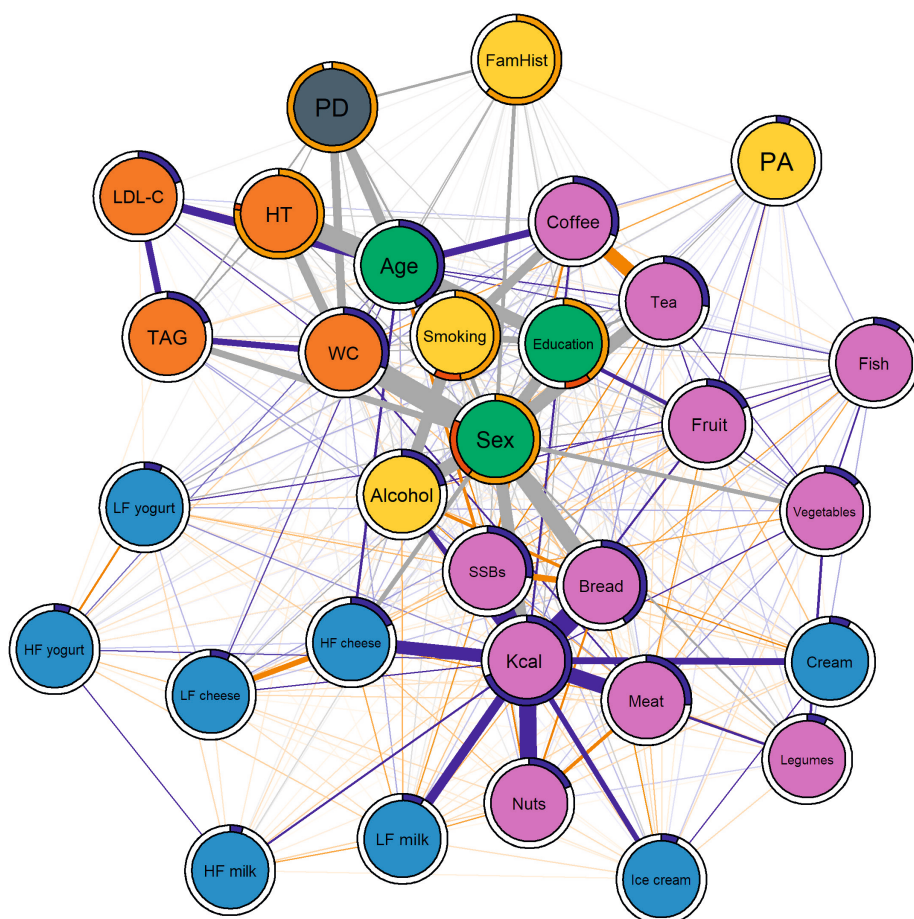 FamHist
PD
PA
LDL-C
HT
Coffee
Age
Tea
TAG
WC
Smoking
Education
Fish
Fruit
Sex
Alcohol
LF yogurt
Vegetables
SSBs
Bread
HF yogurt
HF cheese
Kcal
Cream
LF cheese
Meat
Legumes
Nuts
LF milk
HF milk
Ice cream